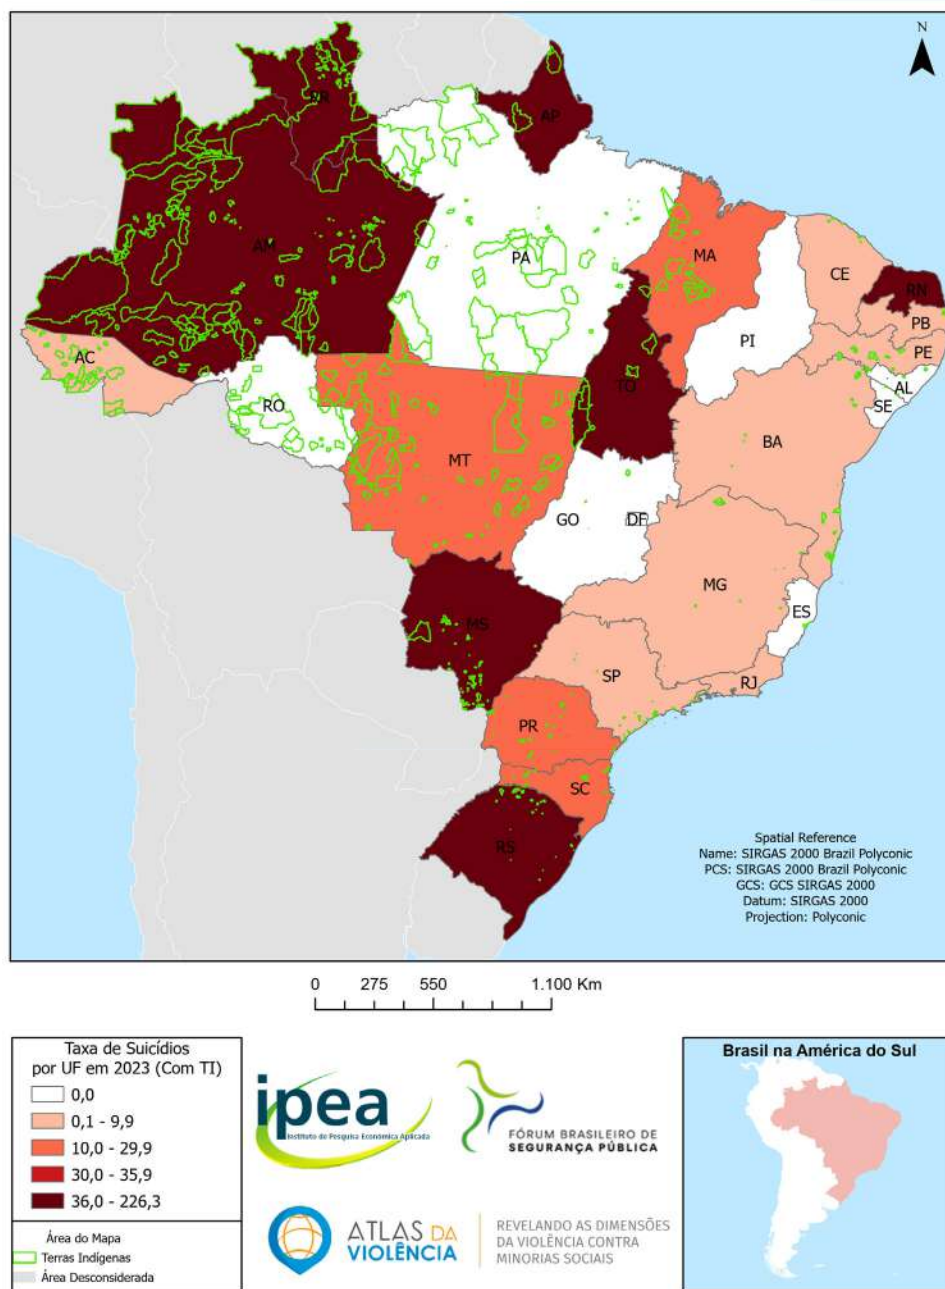 N
RR
AP
AM
PA
MA
CE
RN
PB
PE
PI
AL
SE
AC
RO
TO
BA
MT
GO
DF
MG
ES
MS
SP
RJ
PR
SC
RS
Spatial Reference
Name: SIRGAS 2000 Brazil Polyconic
PCS: SIRGAS 2000 Brazil Polyconic
GCS: GCS SIRGAS 2000
Datum: SIRGAS 2000
Projection: Polyconic
0 275 550 1.100 Km
Taxa de Suicídios
por UF em 2023 (Com TI)
0,0
0,1 - 9,9
10,0 - 29,9
30,0 - 35,9
36,0 - 226,3
Área do Mapa
Terras Indígenas
Área Desconsiderada
ipea
Instituto de Pesquisa Econômica Aplicada
FÓRUM BRASILEIRO DE
SEGURANÇA PÚBLICA
ATLAS DA
VIOLÊNCIA
REVELANDO AS DIMENSÕES
DA VIOLÊNCIA CONTRA
MINORIAS SOCIAIS
Brasil na América do Sul